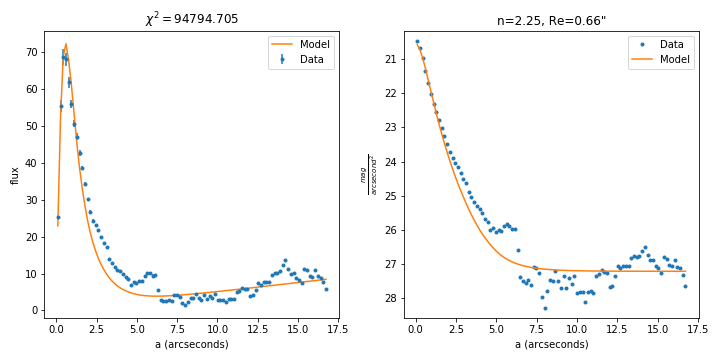 χ² = 94794.705
flux
70
60
50
40
30
20
10
0
0.0 2.5 5.0 7.5 10.0 12.5 15.0 17.5
a (arcseconds)
Model
Data
n=2.25, Re=0.66"
mag
arcsecond²
21
22
23
24
25
26
27
28
0.0 2.5 5.0 7.5 10.0 12.5 15.0 17.5
a (arcseconds)
Data
Model